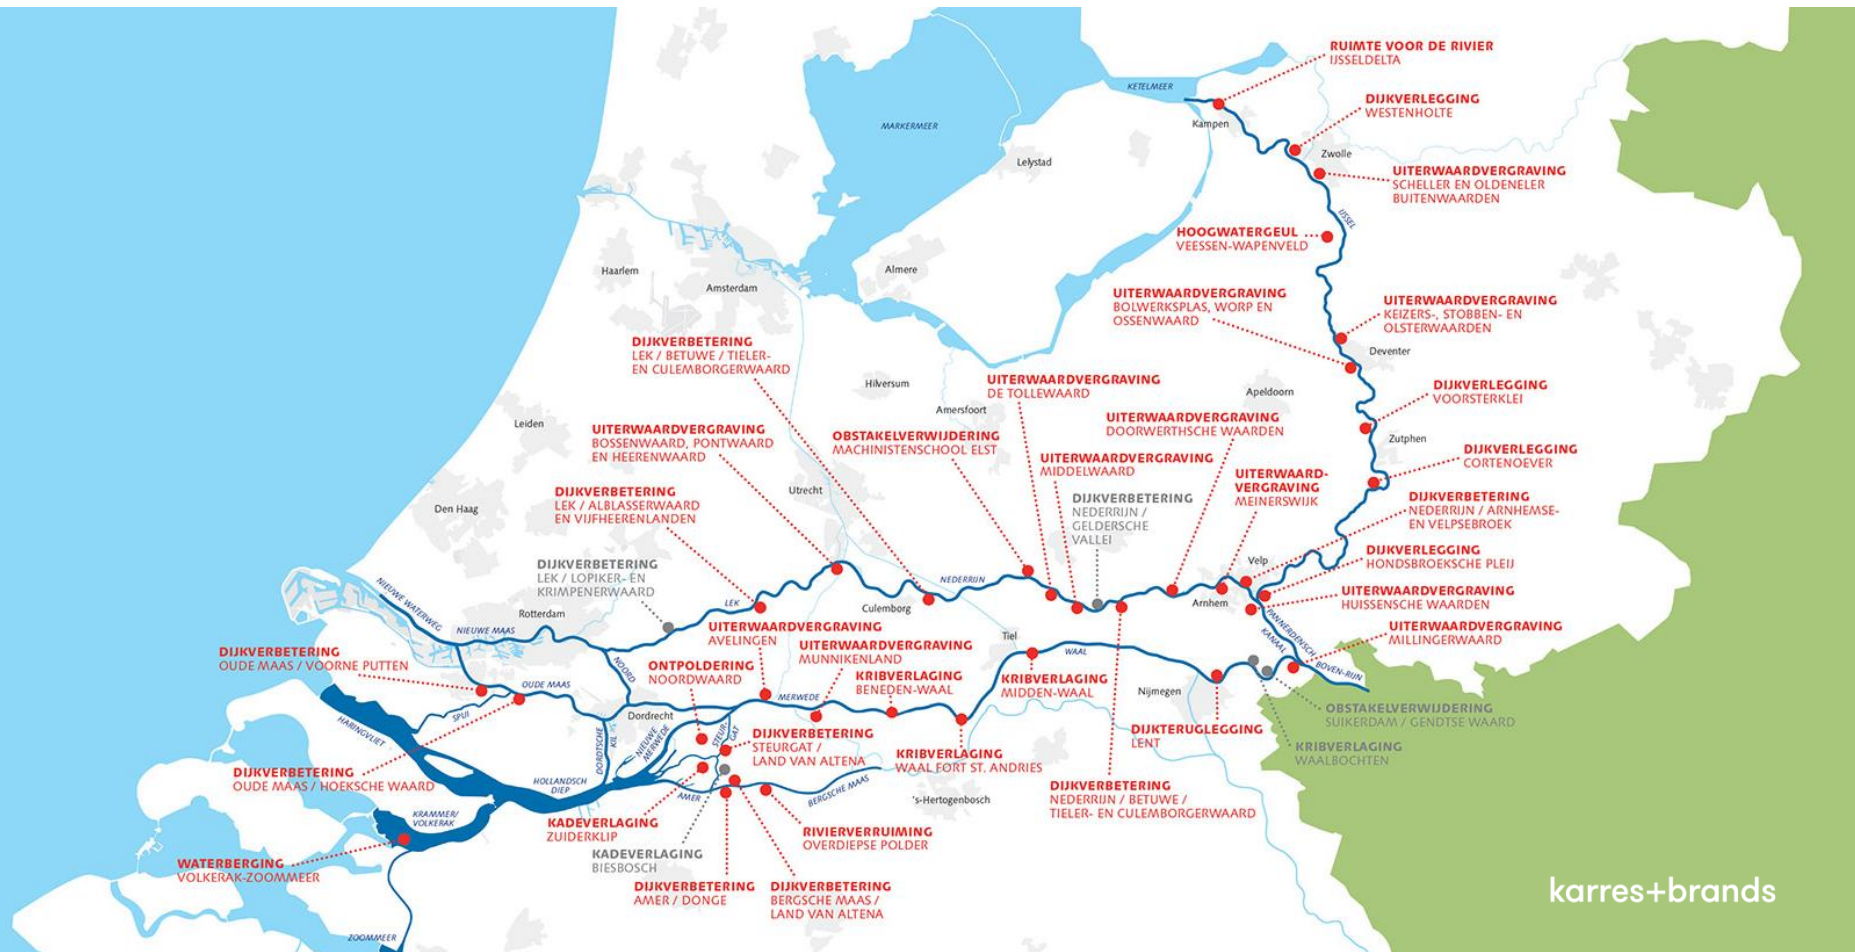 RUIMTE VOOR DE RIVIER
IJSSELDELTA
KETELMEER
DIJKVERLEGGING
WESTENHOLTE
MARKERMEER
Kampen
Zwolle
Lelystad
UITERWAARDVERGRAVING
SCHELLER EN OLDENELER
BUITENWAARDEN
IJSSEL
HOOGWATERGEUL
VEESSEN-WAPENVELD
Haarlem
Almere
Amsterdam
UITERWAARDVERGRAVING
BOLWERKSPLAS, WORP EN
OSSENWAARD
UITERWAARDVERGRAVING
KEIZERS-, STOBBEN- EN
OLSTERWAARDEN
DIJKVERBETERING
LEK / BETUWE / TIELER-
EN CULEMBORGERWAARD
Deventer
Hilversum
UITERWAARDVERGRAVING
DE TOLLEWAARD
Apeldoorn
DIJKVERLEGGING
VOORSTERKLEI
Amersfoort
Leiden
UITERWAARDVERGRAVING
BOSSENWAARD, PONTWAARD
EN HEERENWAARD
OBSTAKELVERWIJDERING
MACHINISTENSCHOOL ELST
UITERWAARDVERGRAVING
DOORWERTHSCHE WAARDEN
Zutphen
UITERWAARDVERGRAVING
MIDDELWAARD
DIJKVERLEGGING
CORTENOEVER
UITERWAARD-
VERGRAVING
MEINERSWIJK
Utrecht
DIJKVERBETERING
LEK / ALBLASSERWAARD
EN VIJFHEERENLANDEN
DIJKVERBETERING
NEDERRIJN /
GELDERSCHE
VALLEI
DIJKVERBETERING
NEDERRIJN / ARNHEMSE-
EN VELPSEBROEK
Den Haag
DIJKVERLEGGING
HONDSBROEKSCHE PLEIJ
Velp
DIJKVERBETERING
LEK / LOPIKER- EN
KRIMPENERWAARD
NEDERRIJN
NIEUWE WATERWEG
UITERWAARDVERGRAVING
HUISSENSCHE WAARDEN
LEK
Culemborg
Arnhem
Rotterdam
NIEUWE MAAS
PANNERDENSCH
KANAAL
UITERWAARDVERGRAVING
AVELINGEN
UITERWAARDVERGRAVING
MILLINGERWAARD
Tiel
WAAL
UITERWAARDVERGRAVING
MUNNIKENLAND
DIJKVERBETERING
OUDE MAAS / VOORNE PUTTEN
NOORD
ONTPOLDERING
NOORDWAARD
BOVEN-RIJN
KRIBVERLAGING
BENEDEN-WAAL
KRIBVERLAGING
MIDDEN-WAAL
OUDE MAAS
Nijmegen
MERWEDE
SPUI
Dordrecht
OBSTAKELVERWIJDERING
SUIKERDAM / GENDTSE WAARD
HARINGVLIET
DORDTSCHE
KIL
NIEUWE
MERWEDE
STEUR-
GAT
DIJKVERBETERING
STEURGAT /
LAND VAN ALTENA
DIJKTERUGLEGGING
LENT
KRIBVERLAGING
WAALBOCHTEN
KRIBVERLAGING
WAAL FORT ST. ANDRIES
DIJKVERBETERING
OUDE MAAS / HOEKSCHE WAARD
HOLLANDSCH
DIEP
AMER
BERGSCHE MAAS
's-Hertogenbosch
DIJKVERBETERING
NEDERRIJN / BETUWE /
TIELER- EN CULEMBORGERWAARD
KRAMMER/
VOLKERAK
KADEVERLAGING
ZUIDERKLIP
RIVIERVERRUIMING
OVERDIEPSE POLDER
KADEVERLAGING
BIESBOSCH
WATERBERGING
VOLKERAK-ZOOMMEER
DIJKVERBETERING
AMER / DONGE
DIJKVERBETERING
BERGSCHE MAAS /
LAND VAN ALTENA
karres+brands
ZOOMMEER